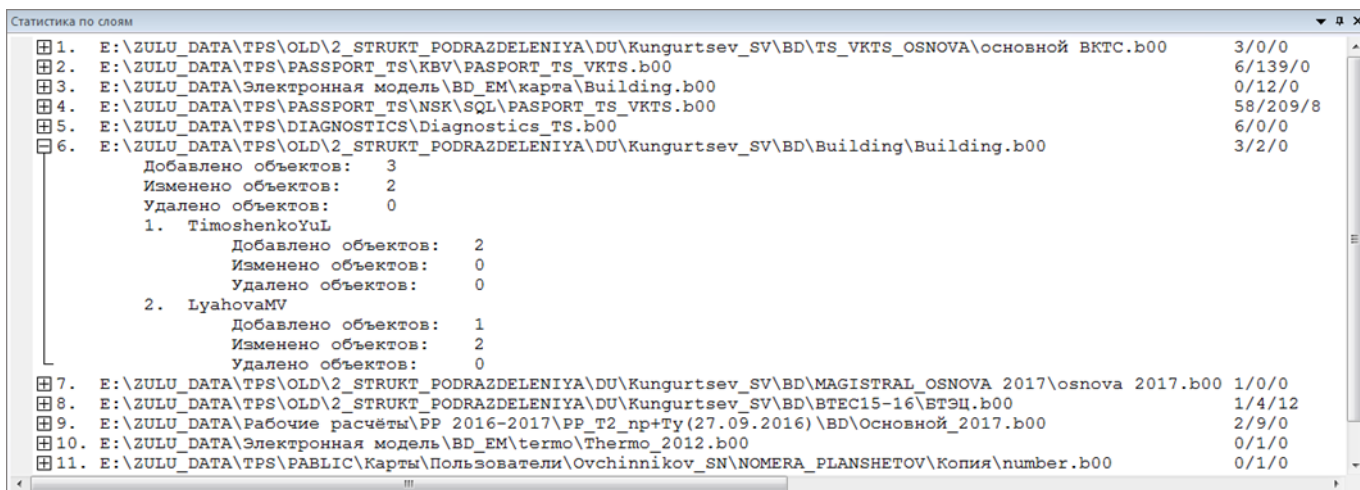 Статистика по слоям
1. E:\ZULU_DATA\TPS\OLD\2_STRUKT_PODRAZDELENIYA\DU\Kungurtsev_SV\BD\TS_VKTS_OSNOVA\основной ВКТС.b00 3/0/0
2. E:\ZULU_DATA\TPS\PASSPORT_TS\KBV\PASPORT_TS_VKTS.b00 6/139/0
3. E:\ZULU_DATA\Электронная модель\BD_EM\карта\Building.b00 0/12/0
4. E:\ZULU_DATA\TPS\PASSPORT_TS\NSK\SQL\PASPORT_TS_VKTS.b00 58/209/8
5. E:\ZULU_DATA\TPS\DIAGNOSTICS\Diagnostics_TS.b00 6/0/0
6. E:\ZULU_DATA\TPS\OLD\2_STRUKT_PODRAZDELENIYA\DU\Kungurtsev_SV\BD\Building\Building.b00 3/2/0
Добавлено объектов: 3
Изменено объектов: 2
Удалено объектов: 0
1. TimoshenkoYuL
Добавлено объектов: 2
Изменено объектов: 0
Удалено объектов: 0
2. LyahovaMV
Добавлено объектов: 1
Изменено объектов: 2
Удалено объектов: 0
7. E:\ZULU_DATA\TPS\OLD\2_STRUKT_PODRAZDELENIYA\DU\Kungurtsev_SV\BD\MAGISTRAL_OSNOVA 2017\osnova 2017.b00 1/0/0
8. E:\ZULU_DATA\TPS\OLD\2_STRUKT_PODRAZDELENIYA\DU\Kungurtsev_SV\BD\BTEC15-16\БТЭЦ.b00 1/4/12
9. E:\ZULU_DATA\Рабочие расчёты\РР 2016-2017\РР_Т2_пр+Ту(27.09.2016)\BD\Основной_2017.b00 2/9/0
10. E:\ZULU_DATA\Электронная модель\BD_EM\termo\Thermo_2012.b00 0/1/0
11. E:\ZULU_DATA\TPS\PABLIC\Карты\Пользователи\Ovchinnikov_SN\NOMERA_PLANSHETOV\Копия\number.b00 0/1/0